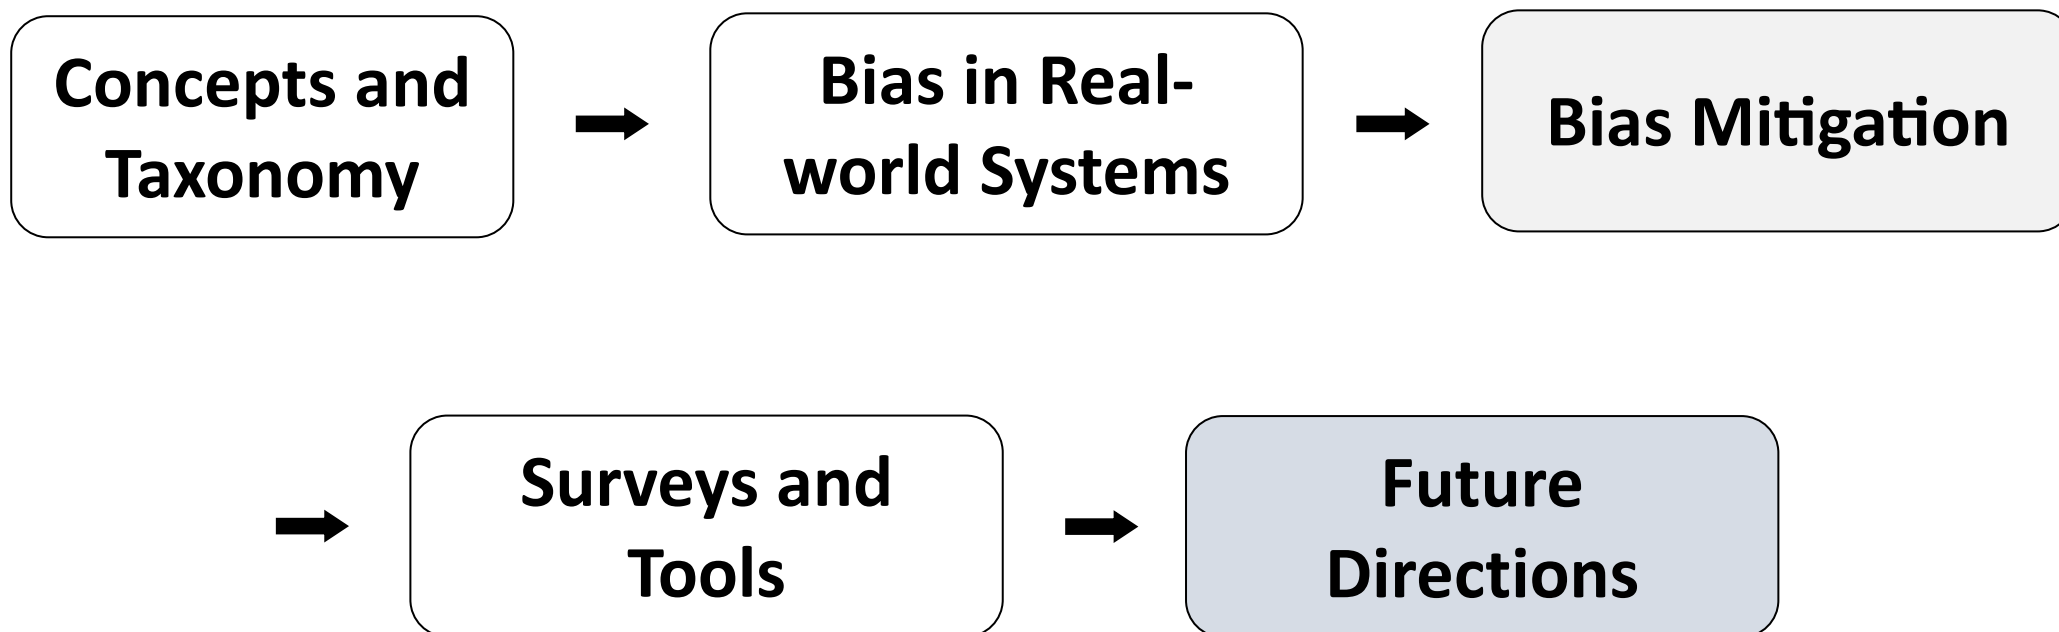 Concepts and
Taxonomy
Bias in Real-
world Systems
Bias Mitigation
Surveys and
Tools
Future
Directions